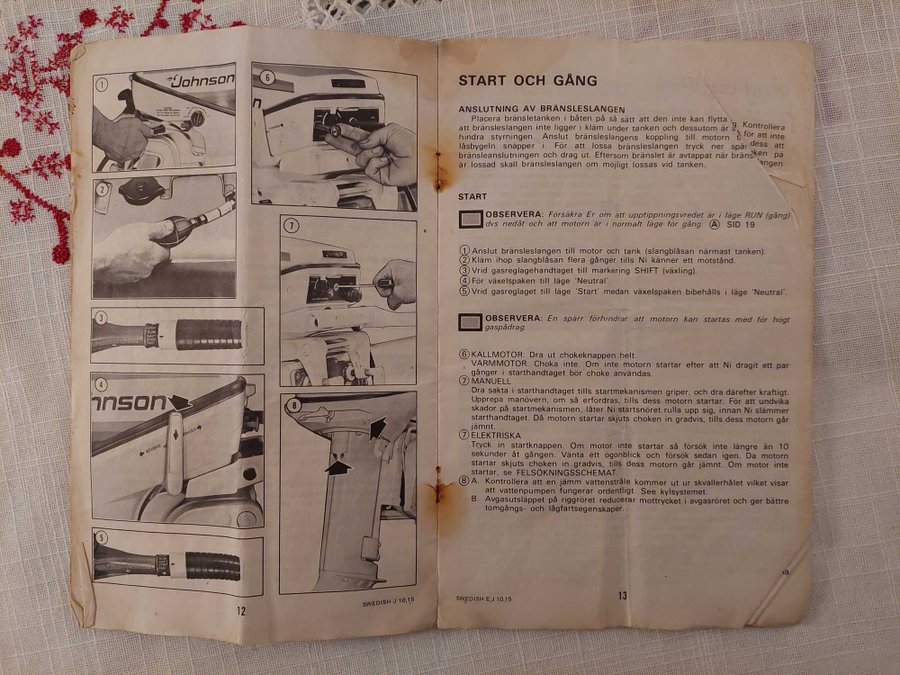 1
Johnson
2
3
4
NNSON
REVERSE
FORWARD
5
12
6
7
8
SWEDISH J 10,15
START OCH GÅNG
ANSLUTNING AV BRÄNSLESLANGEN
Placera bränsletanken i båten på så sätt att den inte kan flytta
att bränsleslangen inte ligger i kläm under tanken och dessutom är s g. Kontrollera
hindra styrningen. Anslut bränsleslangens koppling till motorn för att inte
låsbygeln snäpper i. För att lossa bränsleslangen tryck ner dess att
bränsleanslutningen och drag ut. Eftersom bränslet är avtappat när på
är lossad skall bränsleslangen om möjligt lossas vid tanken. angen
START
OBSERVERA: Försäkra Er om att upptippningsvredet är i läge RUN (gång)
dvs nedåt och att motorn är i normalt läge för gång. A SID 19
1 Anslut bränsleslangen till motor och tank (slangblåsan närmast tanken).
2 Kläm ihop slangblåsan flera gånger tills Ni känner ett motstånd.
3 Vrid gasreglagehandtaget till markering SHIFT (växling).
4 För växelspaken till läge 'Neutral'.
5 Vrid gasreglaget till läge 'Start' medan växelspaken bibehålls i läge 'Neutral'.
OBSERVERA: En spärr förhindrar att motorn kan startas med för högt
gaspådrag.
6 KALLMOTOR. Dra ut chokeknappen helt.
VARMMOTOR. Choka inte. Om inte motorn startar efter att Ni dragit ett par
gånger i starthandtaget bör choke användas.
7 MANUELL
Dra sakta i starthandtaget tills startmekanismen griper, och dra därefter kraftigt.
Upprepa manövern, om så erfordras, tills dess motorn startar. För att undvika
skador på startmekanismen, låter Ni startsnöret rulla upp sig, innan Ni slämmer
starthandtaget. Då motorn startar skjuts choken in gradvis, tills dess motorn går
jämnt.
7 ELEKTRISKA
Tryck in startknappen. Om motor inte startar så försök inte längre än 10
sekunder åt gången. Vänta ett ögonblick och försök sedan igen. Da motorn
startar skjuts choken in gradvis, tills dess motorn går jämnt. Om motor inte
startar, se FELSÖKNINGSSCHEMAT.
8 A. Kontrollera att en jämn vattenstråle kommer ut ur skvallerhålet vilket visar
att vattenpumpen fungerar ordentligt. See kylsystemet.
B. Avgasutsläppet på riggröret reducerar mottrycket i avgasröret och ger bättre
tomgångs- och lågfartsegenskaper.
SWEDISH E,J 10,15
13